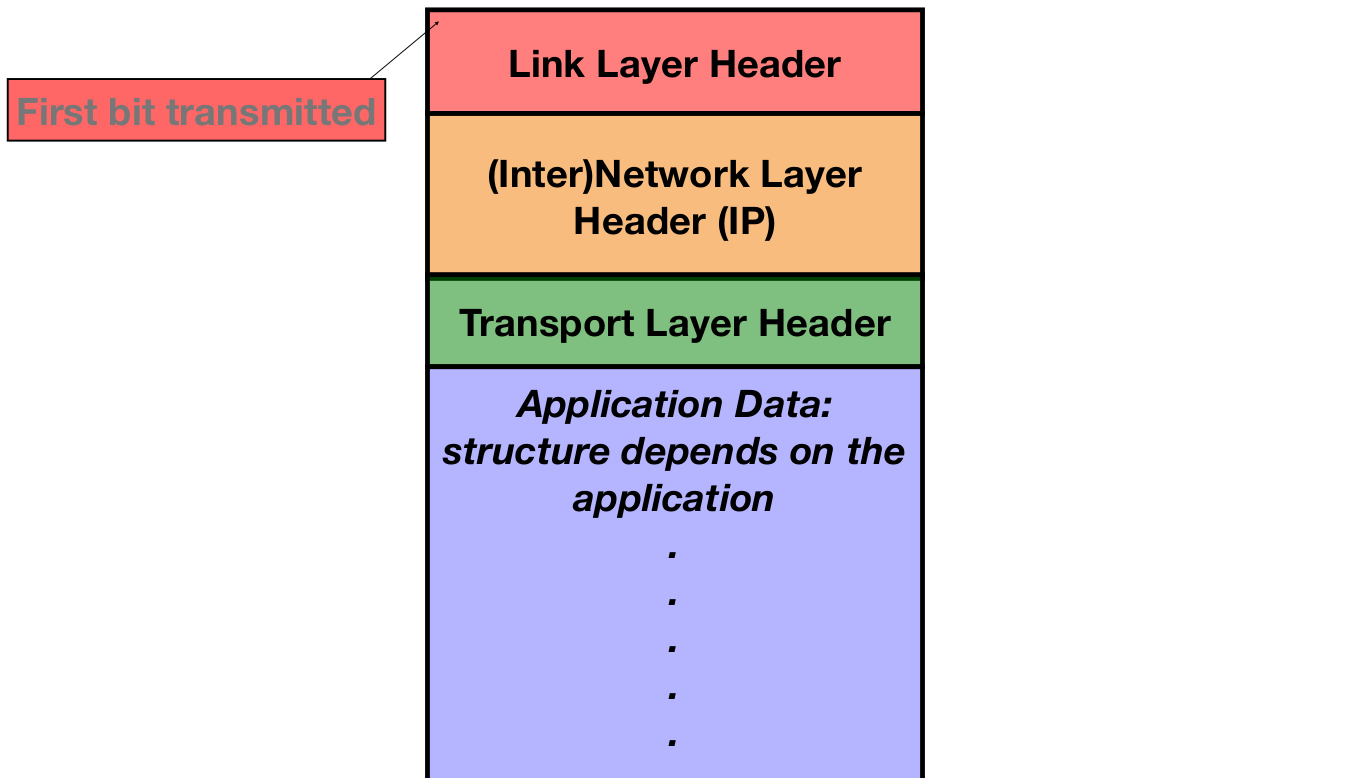 First bit transmitted
Link Layer Header
(Inter)Network Layer
Header (IP)
Transport Layer Header
Application Data:
structure depends on the
application
.
.
.
.
.